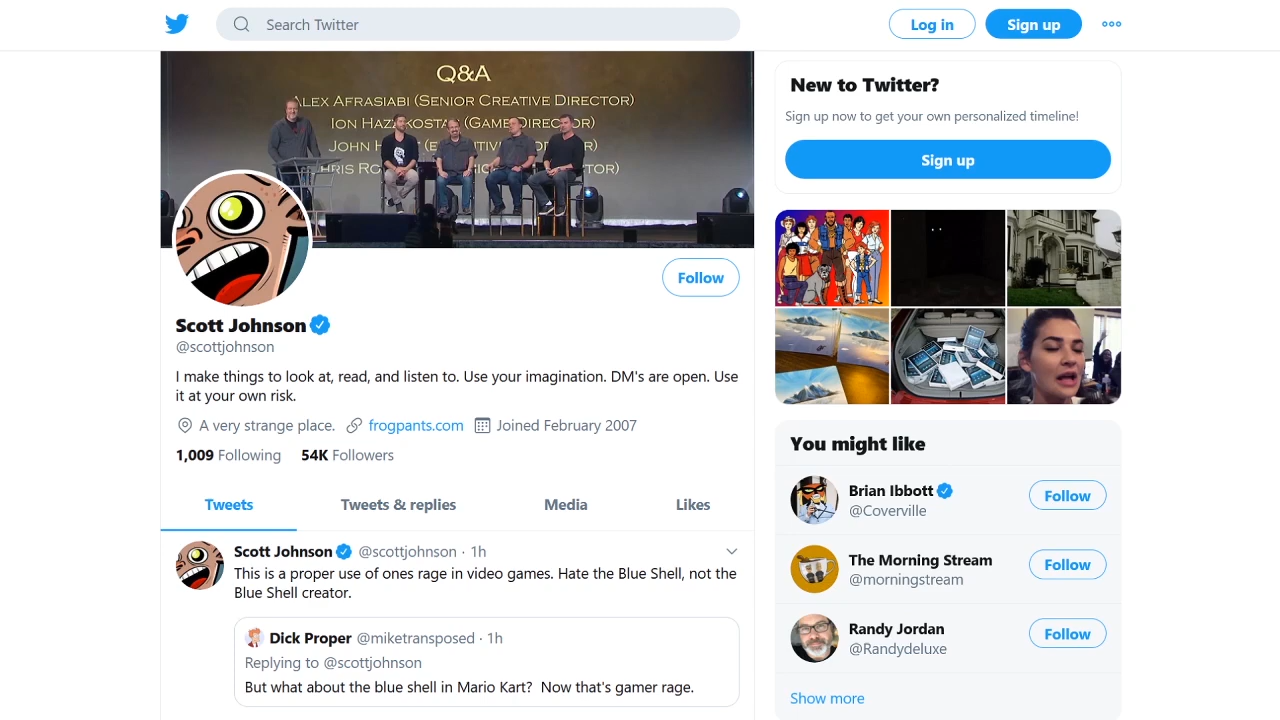 Search Twitter
Log in
Sign up
Q&A
ALEX AFRASIABI (SENIOR CREATIVE DIRECTOR)
ION (GAME DIRECTOR)
JOHN
New to Twitter?
Sign up now to get your own personalized timeline!
Sign up
Follow
Scott Johnson
@scottjohnson
I make things to look at, read, and listen to. Use your imagination. DM's are open. Use
it at your own risk.
A very strange place. frogpants.com Joined February 2007
1,009 Following 54K Followers
Tweets Tweets & replies Media Likes
Scott Johnson @scottjohnson · 1h
This is a proper use of ones rage in video games. Hate the Blue Shell, not the
Blue Shell creator.
Dick Proper @miketransposed · 1h
Replying to @scottjohnson
But what about the blue shell in Mario Kart? Now that's gamer rage.
You might like
Brian Ibbott
@Coverville
Follow
The Morning Stream
@morningstream
Follow
Randy Jordan
@Randydeluxe
Follow
Show more